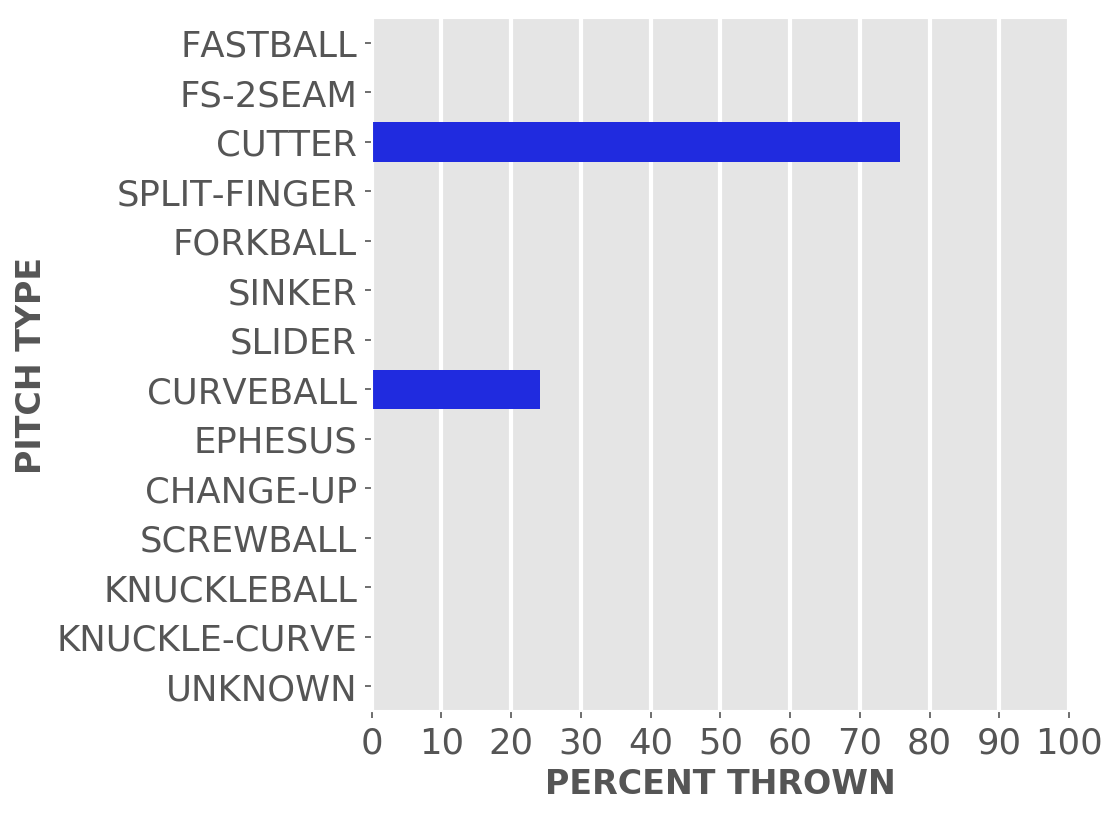 FASTBALL
FS-2SEAM
CUTTER
SPLIT-FINGER
FORKBALL
SINKER
SLIDER
CURVEBALL
EPHESUS
CHANGE-UP
SCREWBALL
KNUCKLEBALL
KNUCKLE-CURVE
UNKNOWN
PITCH TYPE
0 10 20 30 40 50 60 70 80 90 100
PERCENT THROWN